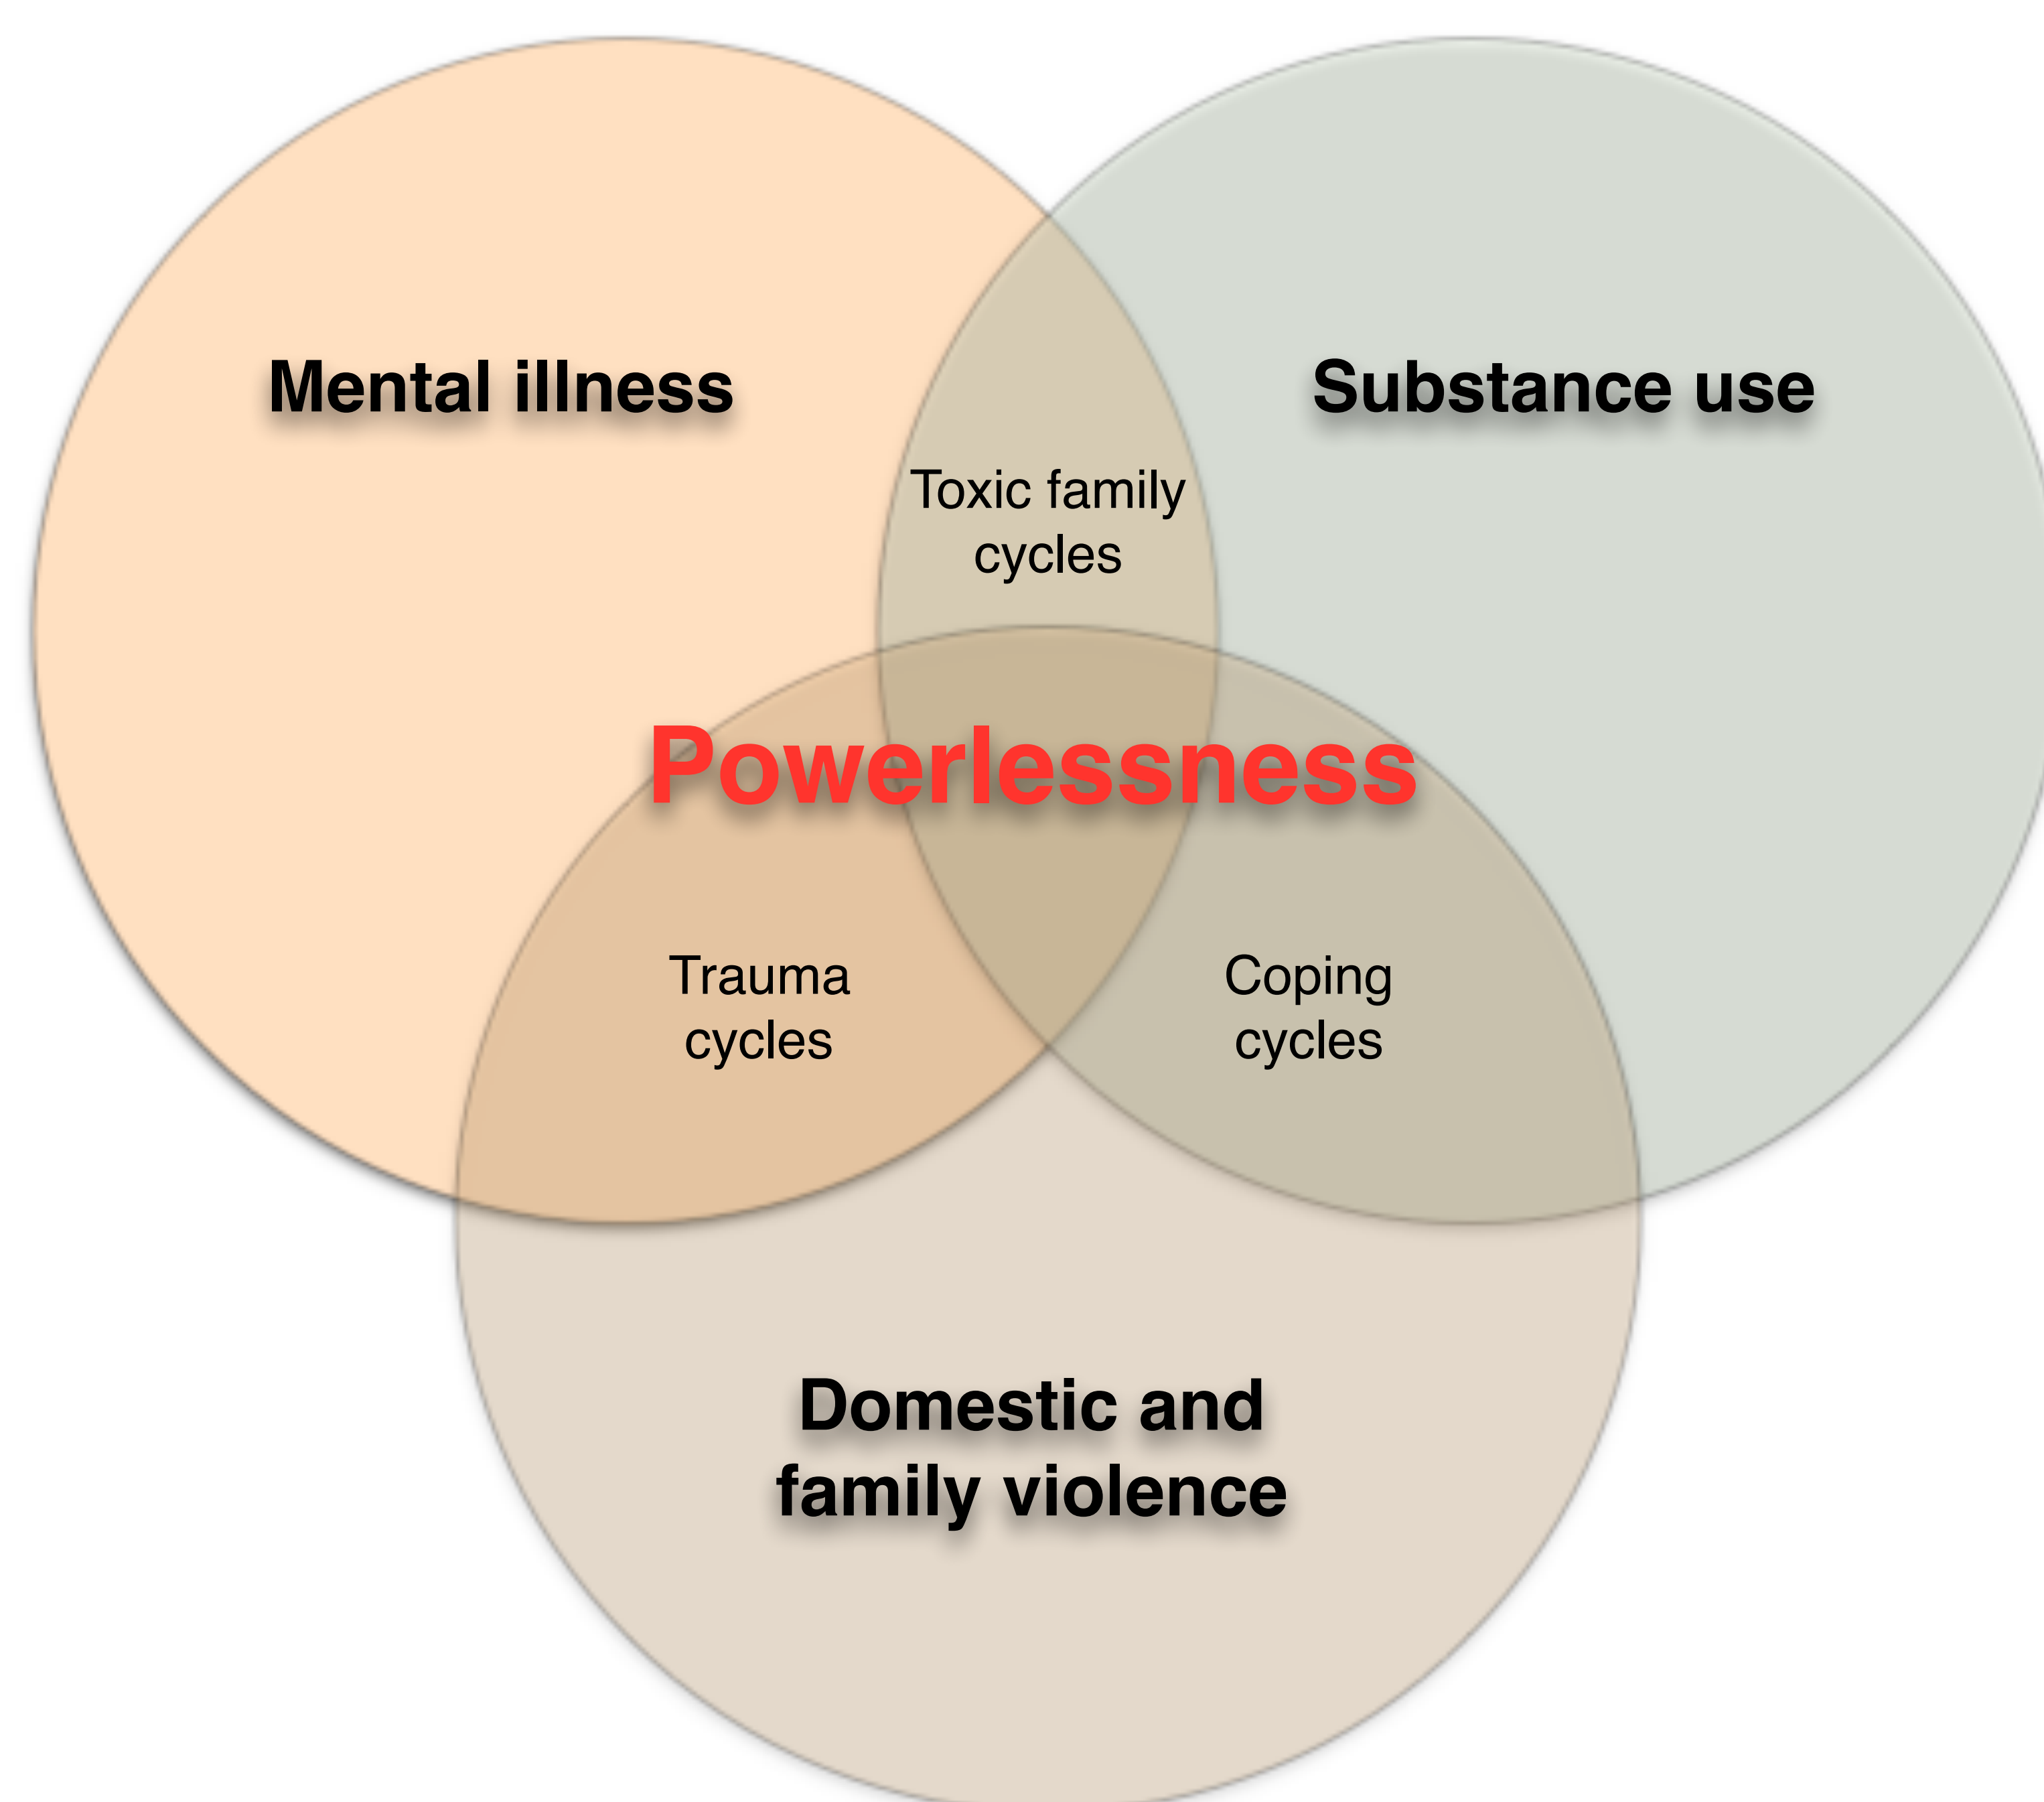 Mental illness
Substance use
Toxic family
cycles
Powerlessness
Trauma
cycles
Coping
cycles
Domestic and
family violence